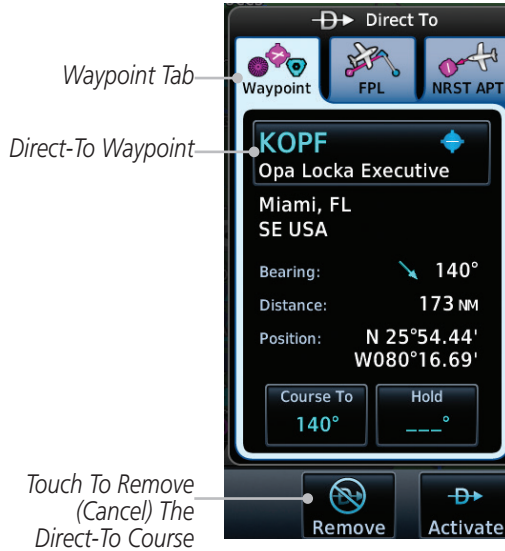 Direct To
Waypoint Tab
Waypoint
FPL
NRST APT
Direct-To Waypoint
KOPF
Opa Locka Executive
Miami, FL
SE USA
Bearing: 140°
Distance: 173 NM
Position: N 25°54.44'
W080°16.69'
Course To
140°
Hold
___°
Touch To Remove
(Cancel) The
Direct-To Course
Remove
Activate